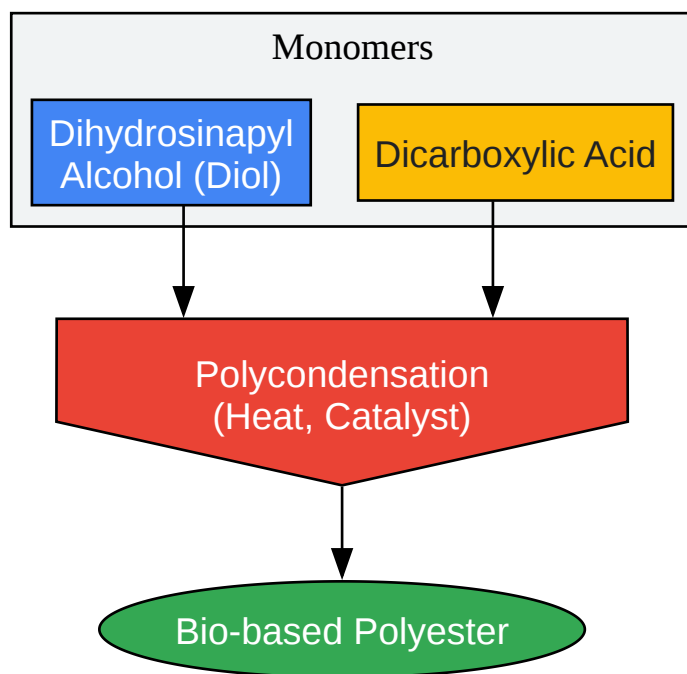 Monomers
Dihydrosinapyl
Alcohol (Diol)
Dicarboxylic Acid
Polycondensation
(Heat, Catalyst)
Bio-based Polyester